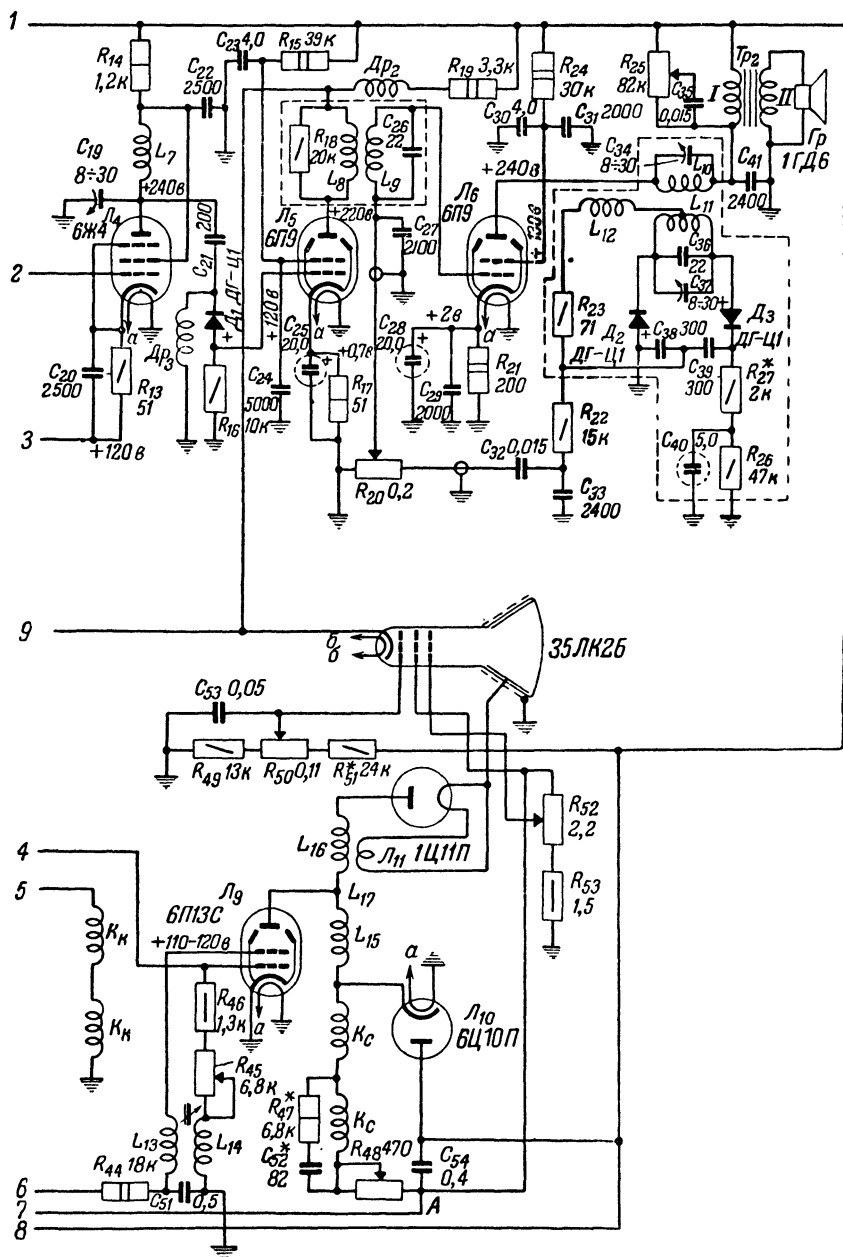 1
R₁₄
1,2к
C₂₃ 4,0
C₂₂
2500
R₁₅ 39к
Др₂
R₁₉ 3,3к
R₂₄
30к
R₂₅
82к
C₃₅
0,015
Тр₂
I
II
Гр
1ГД6
C₁₉
8÷30
L₇
+240в
Л₄
6Ж4
200
C₂₁
R₁₈
20к
L₈
L₉
C₂₆
22
+220в
Л₅
6П9
C₃₀ 4,0
C₃₁ 2000
+240в
Л₆
6П9
C₂₇
2100
+130в
C₃₄
8÷30
L₁₀
C₄₁
2400
L₁₁
L₁₂
C₃₆
22
C₃₇
8÷30
2
а
Др₃
Д₁ ДГ-Ц1
+
+120в
C₂₅
20,0
+
а
+0,7в
C₂₈
20,0
+
+2в
а
R₂₃
71
Д₂
ДГ-Ц1
+
C₃₈ 300
+
Д₃
ДГ-Ц1
C₂₀
2500
R₁₃
51
R₁₆ 10к
C₂₄
5000
R₁₇
51
C₂₉
2000
R₂₁
200
C₃₉
300
R₂₇*
2к
3
+120в
R₂₀ 0,2
C₃₂ 0,015
R₂₂
15к
C₃₃
2400
C₄₀ 5,0
R₂₆
47к
9
б
б
35ЛК2Б
C₅₃ 0,05
R₄₉ 13к
R₅₀ 0,11
R₅₁* 24к
L₁₆
Л₁₁
1Ц11П
R₅₂
2,2
R₅₃
1,5
4
5
Кк
Кк
Л₉
6П13С
+110-120в
L₁₇
L₁₅
а
R₄₆
1,3к
а
Л₁₀
6Ц10П
Кс
R₄₅
6,8к
R₄₇*
6,8к
Кс
L₁₃
L₁₄
C₅₂*
82
R₄₈ 470
C₅₄
0,4
6
R₄₄ 18к
C₅₁
0,5
А
7
8